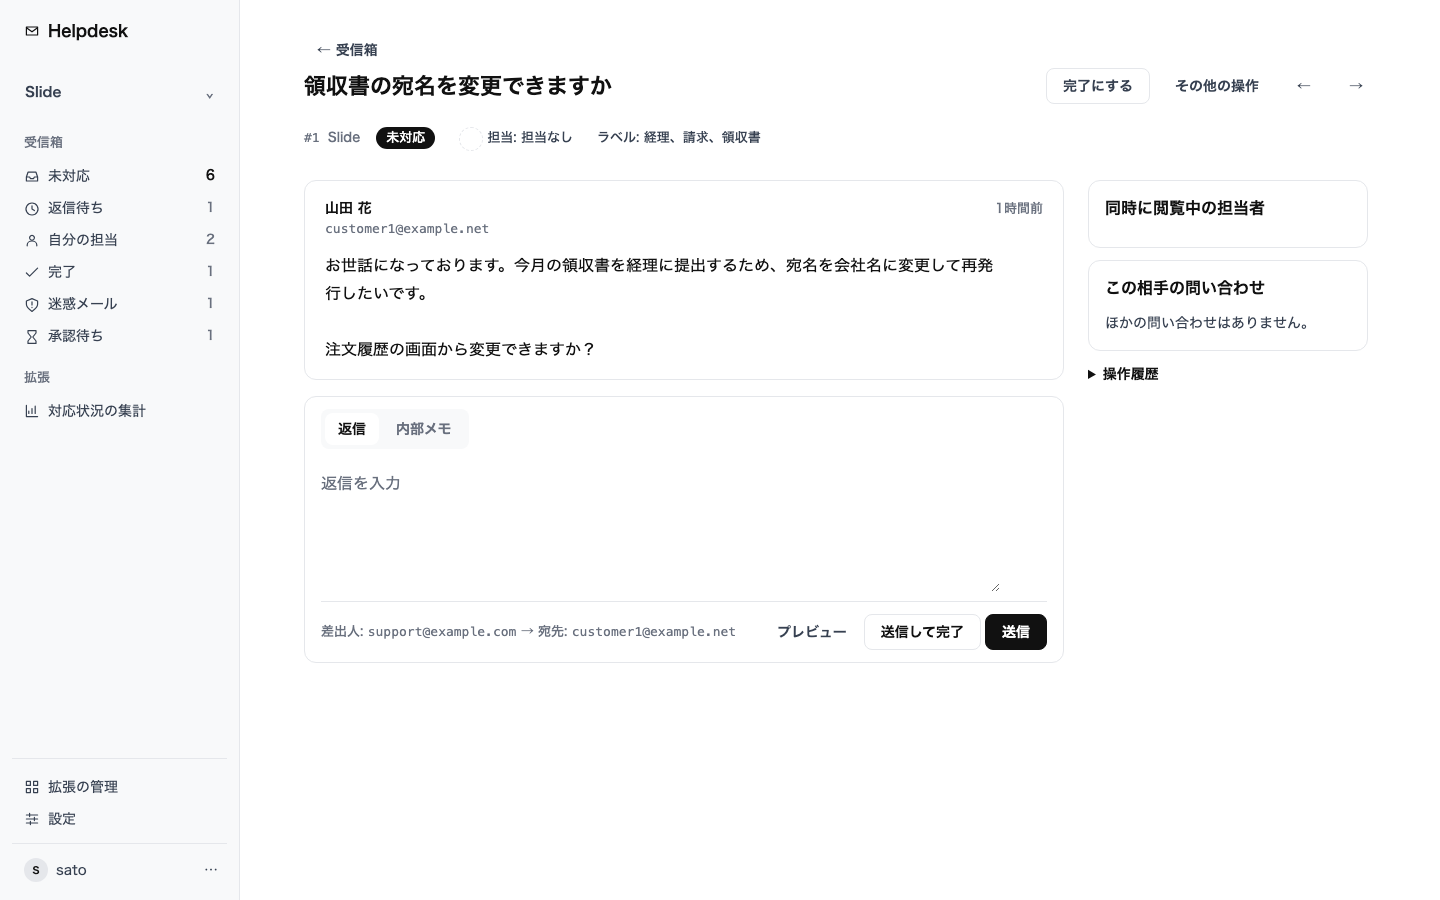 Helpdesk
Slide
受信箱
未対応 6
返信待ち 1
自分の担当 2
完了 1
迷惑メール 1
承認待ち 1
拡張
対応状況の集計
拡張の管理
設定
S sato ...
← 受信箱
領収書の宛名を変更できますか
完了にする その他の操作 ← →
#1 Slide 未対応 担当: 担当なし ラベル: 経理、請求、領収書
山田 花 1時間前
customer1@example.net
お世話になっております。今月の領収書を経理に提出するため、宛名を会社名に変更して再発
行したいです。
注文履歴の画面から変更できますか？
返信 内部メモ
返信を入力
差出人: support@example.com → 宛先: customer1@example.net プレビュー 送信して完了 送信
同時に閲覧中の担当者
この相手の問い合わせ
ほかの問い合わせはありません。
▶ 操作履歴